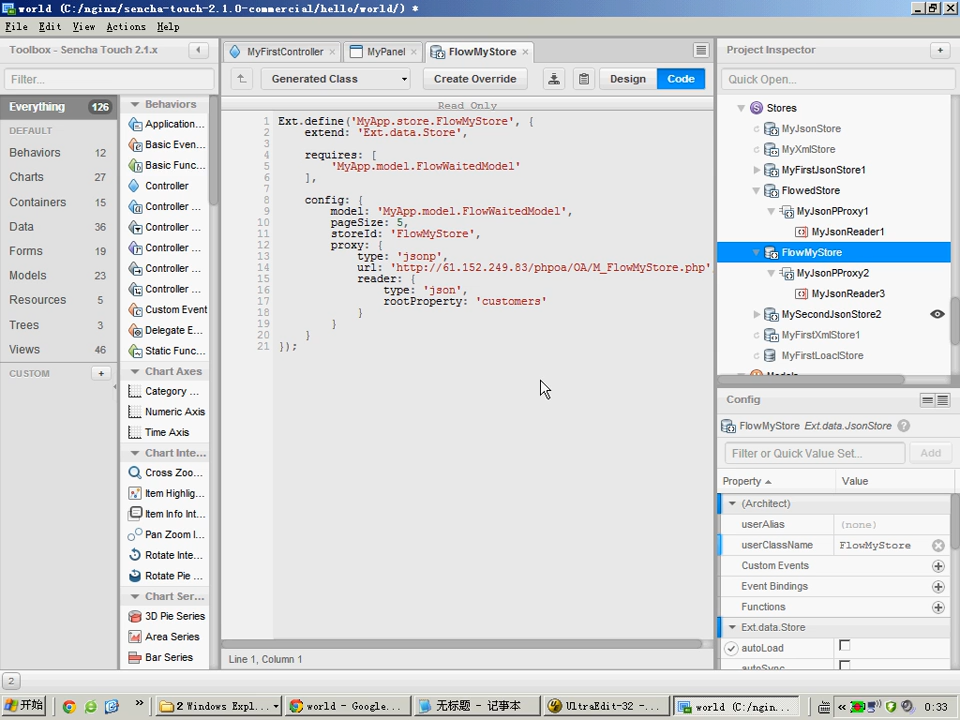 world (C:/nginx/sencha-touch-2.1.0-commercial/hello/world/) *
File Edit View Actions Help
Toolbox - Sencha Touch 2.1.x
Filter...
Everything 126
DEFAULT
Behaviors 12
Charts 27
Containers 15
Data 36
Forms 19
Models 23
Resources 5
Trees 3
Views 46
CUSTOM
Behaviors
Application...
Basic Even...
Basic Func...
Controller
Controller ...
Controller ...
Controller ...
Controller ...
Controller ...
Custom Event
Delegate E...
Static Func...
Chart Axes
Category ...
Numeric Axis
Time Axis
Chart Inte...
Cross Zoo...
Item Highlig...
Item Info Int...
Pan Zoom I...
Rotate Inte...
Rotate Pie ...
Chart Ser...
3D Pie Series
Area Series
Bar Series
MyFirstController MyPanel FlowMyStore
Generated Class Create Override Design Code
Read Only
1 Ext.define('MyApp.store.FlowMyStore', {
2 extend: 'Ext.data.Store',
3
4 requires: [
5 'MyApp.model.FlowWaitedModel'
6 ],
7
8 config: {
9 model: 'MyApp.model.FlowWaitedModel',
10 pageSize: 5,
11 storeId: 'FlowMyStore',
12 proxy: {
13 type: 'jsonp',
14 url: 'http://61.152.249.83/phpoa/OA/M_FlowMyStore.php'
15 reader: {
16 type: 'json',
17 rootProperty: 'customers'
18 }
19 }
20 }
21 });
Line 1, Column 1
Project Inspector
Quick Open...
Stores
MyJsonStore
MyXmlStore
MyFirstJsonStore1
FlowedStore
MyJsonPProxy1
MyJsonReader1
FlowMyStore
MyJsonPProxy2
MyJsonReader3
MySecondJsonStore2
MyFirstXmlStore1
MyFirstLoaclStore
Models
Config
FlowMyStore Ext.data.JsonStore
Filter or Quick Value Set... Add
Property Value
(Architect)
userAlias (none)
userClassName FlowMyStore
Custom Events
Event Bindings
Functions
Ext.data.Store
autoLoad
autoSync
2
开始 2 Windows Expl... world - Google... 无标题 - 记事本 UltraEdit-32 -... world (C:/ngin... 0:33